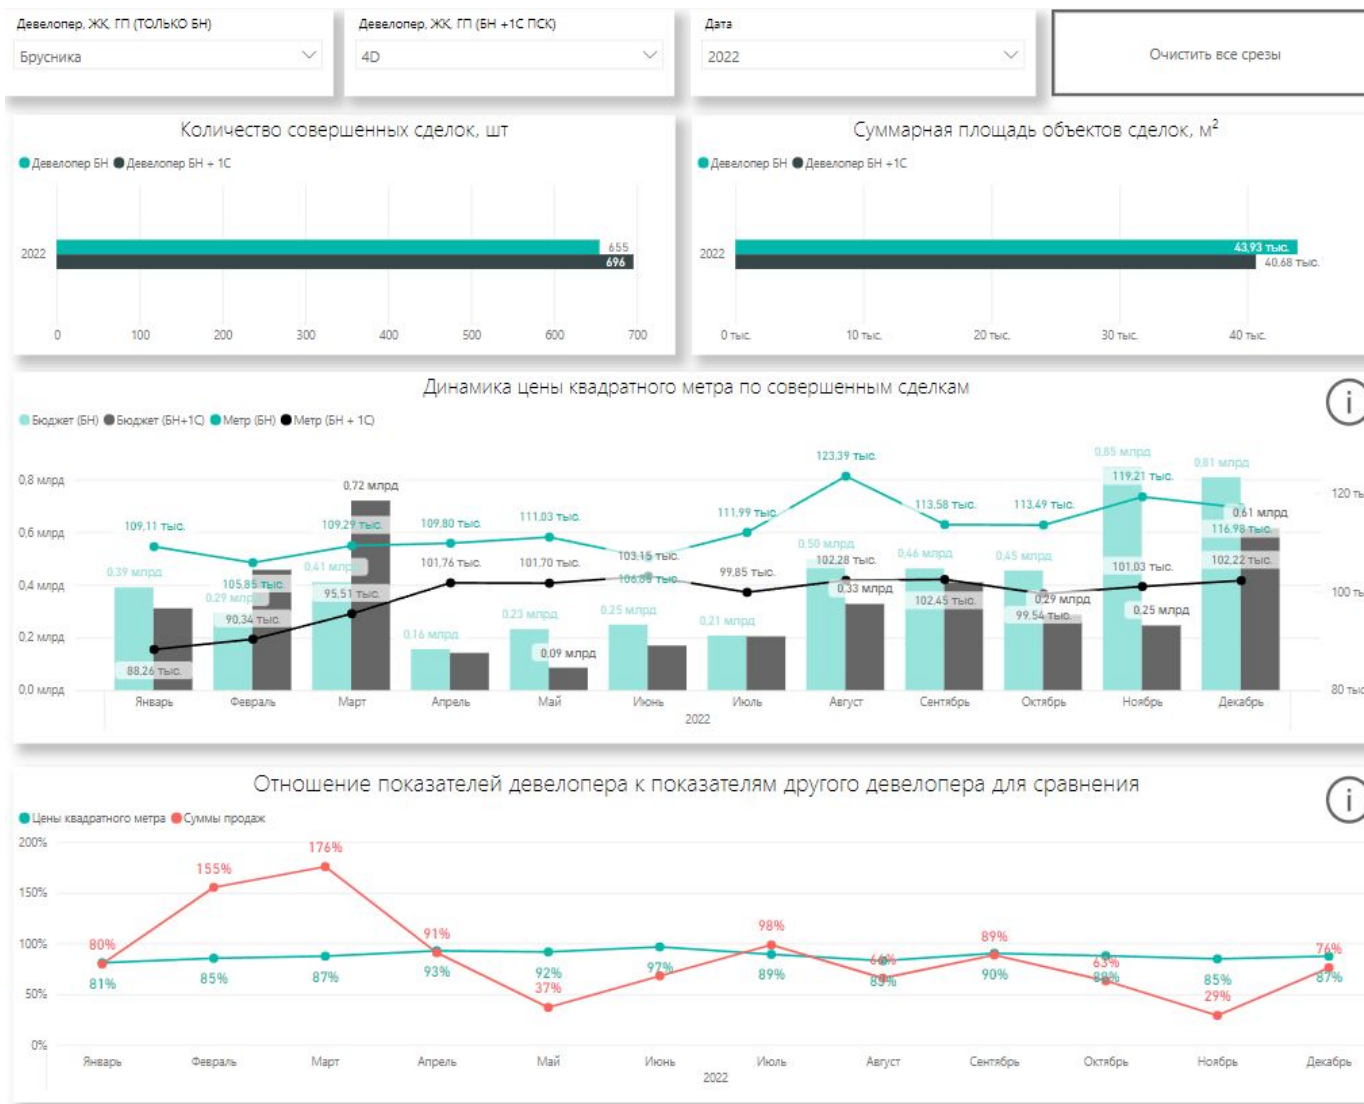 Девелопер, ЖК, ГП (ТОЛЬКО БН)
Брусника
Девелопер, ЖК, ГП (БН +1С ПСК)
4D
Дата
2022
Очистить все срезы
Количество совершенных сделок, шт
Девелопер БН Девелопер БН + 1С
2022
655
696
0 100 200 300 400 500 600 700
Суммарная площадь объектов сделок, м²
Девелопер БН Девелопер БН +1С
2022
43,93 тыс.
40,68 тыс.
0 тыс. 10 тыс. 20 тыс. 30 тыс. 40 тыс.
Динамика цены квадратного метра по совершенным сделкам
i
Бюджет (БН) Бюджет (БН+1С) Метр (БН) Метр (БН + 1С)
0,8 млрд
0,6 млрд
0,4 млрд
0,2 млрд
0,0 млрд
120 ты
100 ты
80 тыс
109,11 тыс. 105,85 тыс. 109,29 тыс. 109,80 тыс. 111,03 тыс. 106,88 тыс. 111,99 тыс. 123,39 тыс. 113,58 тыс. 113,49 тыс. 119,21 тыс. 116,98 тыс.
88,26 тыс. 90,34 тыс. 95,51 тыс. 101,76 тыс. 101,70 тыс. 103,15 тыс. 99,85 тыс. 102,28 тыс. 102,45 тыс. 99,54 тыс. 101,03 тыс. 102,22 тыс.
0,39 млрд 0,29 млрд 0,41 млрд 0,16 млрд 0,23 млрд 0,25 млрд 0,21 млрд 0,50 млрд 0,46 млрд 0,45 млрд 0,85 млрд 0,81 млрд
0,72 млрд 0,09 млрд 0,33 млрд 0,29 млрд 0,25 млрд 0,61 млрд
Январь Февраль Март Апрель Май Июнь Июль Август Сентябрь Октябрь Ноябрь Декабрь
2022
Отношение показателей девелопера к показателям другого девелопера для сравнения
i
Цены квадратного метра Суммы продаж
200%
150%
100%
50%
0%
80% 155% 176% 91% 37% 98% 66% 89% 63% 29% 76%
81% 85% 87% 93% 92% 97% 89% 83% 90% 88% 85% 87%
Январь Февраль Март Апрель Май Июнь Июль Август Сентябрь Октябрь Ноябрь Декабрь
2022